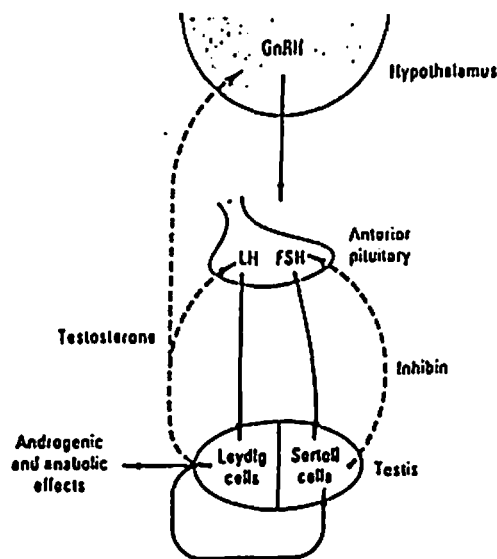 GnRH
Hypothalamus
Anterior
pituitary
LH FSH
Testosterone
Inhibin
Androgenic
and anabolic
effects
Leydig
cells
Sertoli
cells
Testis